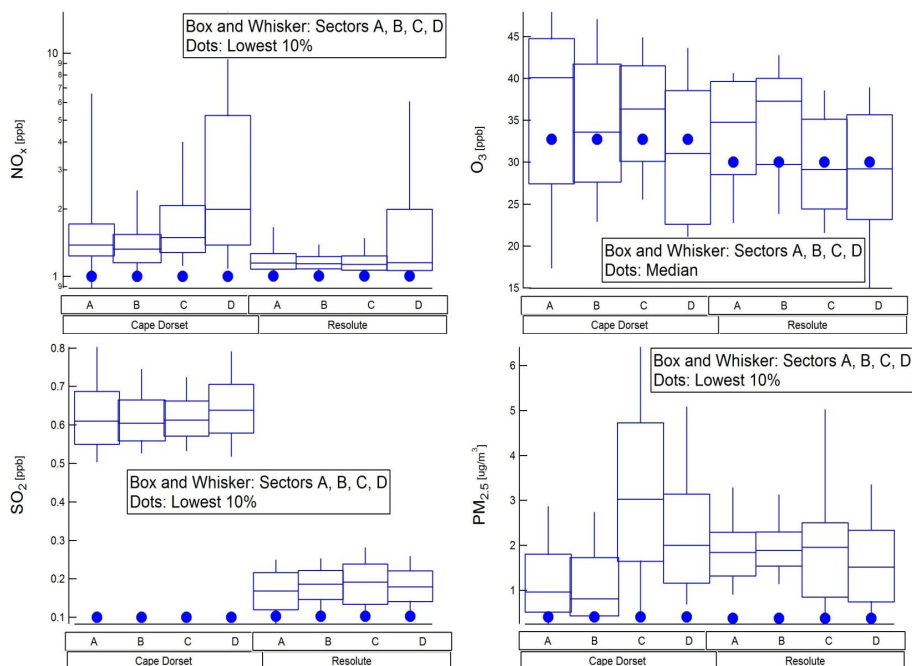 Box and Whisker: Sectors A, B, C, D
Dots: Lowest 10%
NOx [ppb]
10
9
8
7
6
5
4
3
2
1
9
A B C D A B C D
Cape Dorset Resolute
O3 [ppb]
45
40
35
30
25
20
15
Box and Whisker: Sectors A, B, C, D
Dots: Median
A B C D A B C D
Cape Dorset Resolute
SO2 [ppb]
0.8
0.7
0.6
0.5
0.4
0.3
0.2
0.1
Box and Whisker: Sectors A, B, C, D
Dots: Lowest 10%
A B C D A B C D
Cape Dorset Resolute
PM2.5 [ug/m3]
6
5
4
3
2
1
Box and Whisker: Sectors A, B, C, D
Dots: Lowest 10%
A B C D A B C D
Cape Dorset Resolute